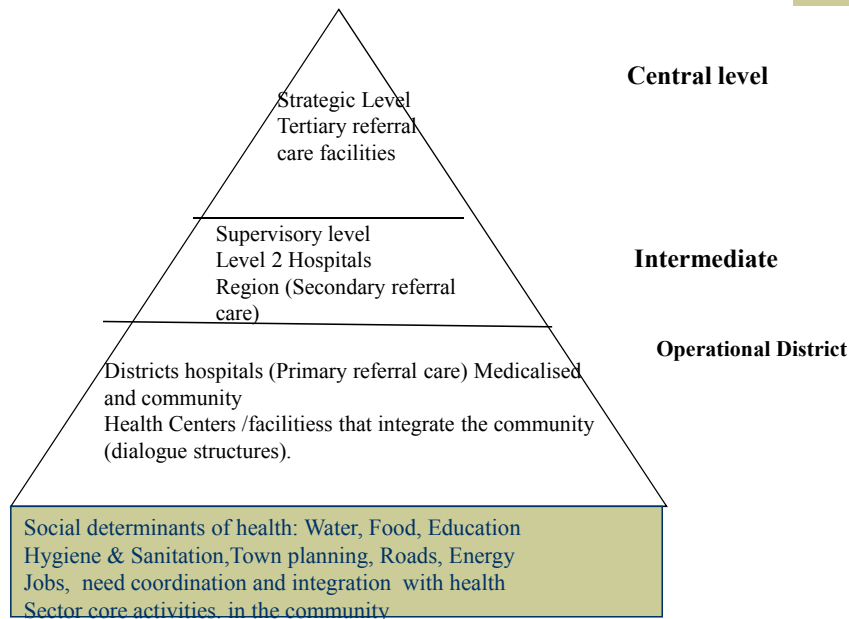 Central level
Strategic Level
Tertiary referral
care facilities
Supervisory level
Level 2 Hospitals
Region (Secondary referral
care)
Intermediate
Operational District
Districts hospitals (Primary referral care) Medicalised
and community
Health Centers /facilitiess that integrate the community
(dialogue structures).
Social determinants of health: Water, Food, Education
Hygiene & Sanitation,Town planning, Roads, Energy
Jobs,  need coordination and integration  with health
Sector core activities. in the community